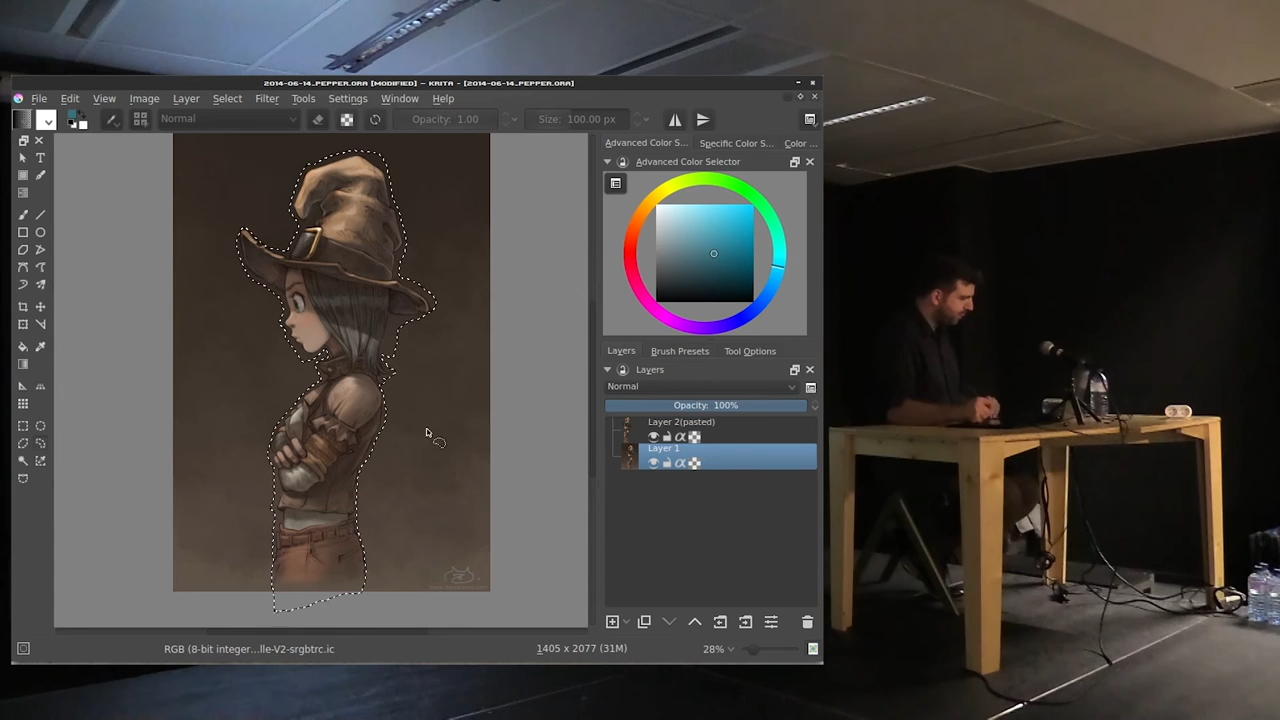 2014-06-14_PEPPER.ORA [MODIFIED] – KRITA - [2014-06-14_PEPPER.ORA]
File Edit View Image Layer Select Filter Tools Settings Window Help
Normal Opacity: 1.00 Size: 100.00 px
Advanced Color S... Specific Color S... Color ...
Advanced Color Selector
Layers Brush Presets Tool Options
Layers
Normal
Opacity: 100%
Layer 2(pasted)
Layer 1
RGB (8-bit integer...lle-V2-srgbtrc.ic 1405 x 2077 (31M) 28%